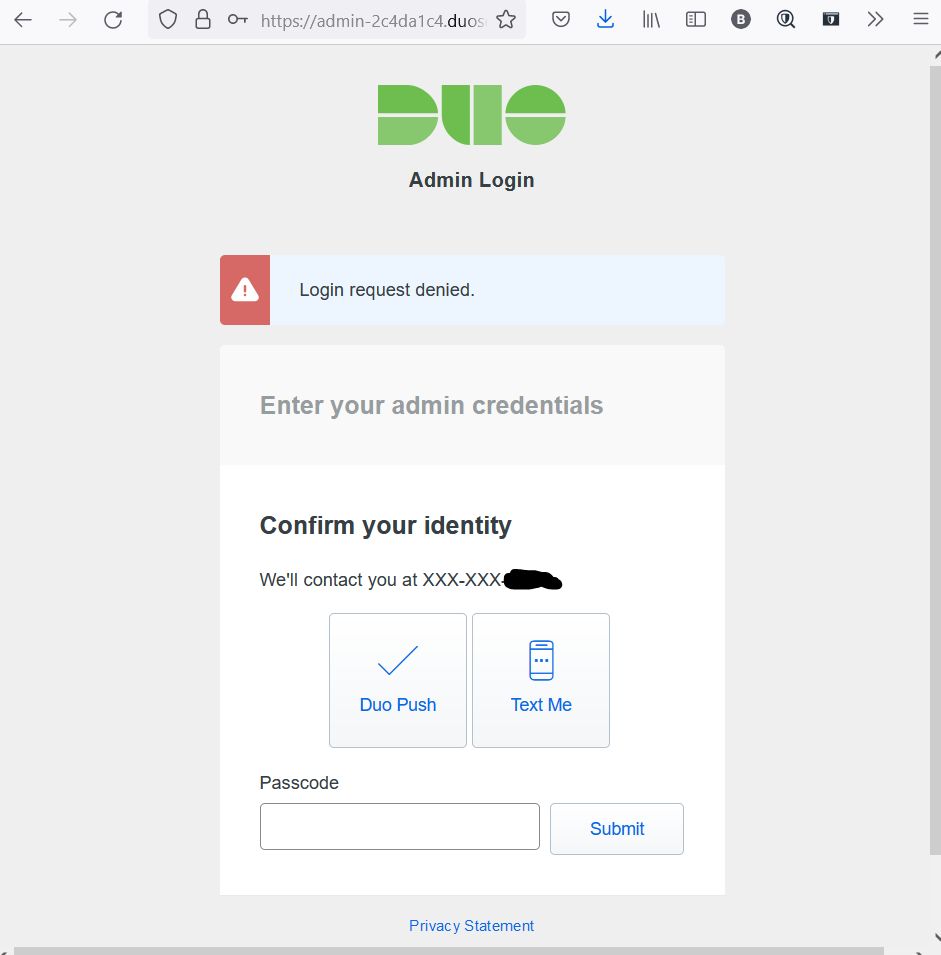 https://admin-2c4da1c4.duos
B
DUO
Admin Login
Login request denied.
Enter your admin credentials
Confirm your identity
We'll contact you at XXX-XXX-
Duo Push
Text Me
Passcode
Submit
Privacy Statement